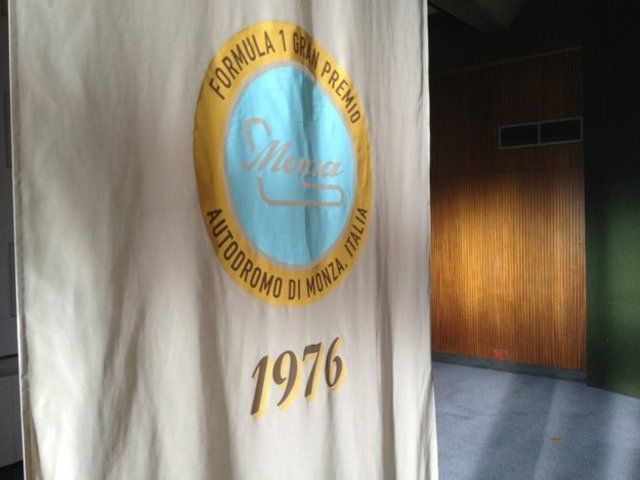 FORMULA 1 GRAN PREMIO
Monza
AUTODROMO DI MONZA, ITALIA
1976